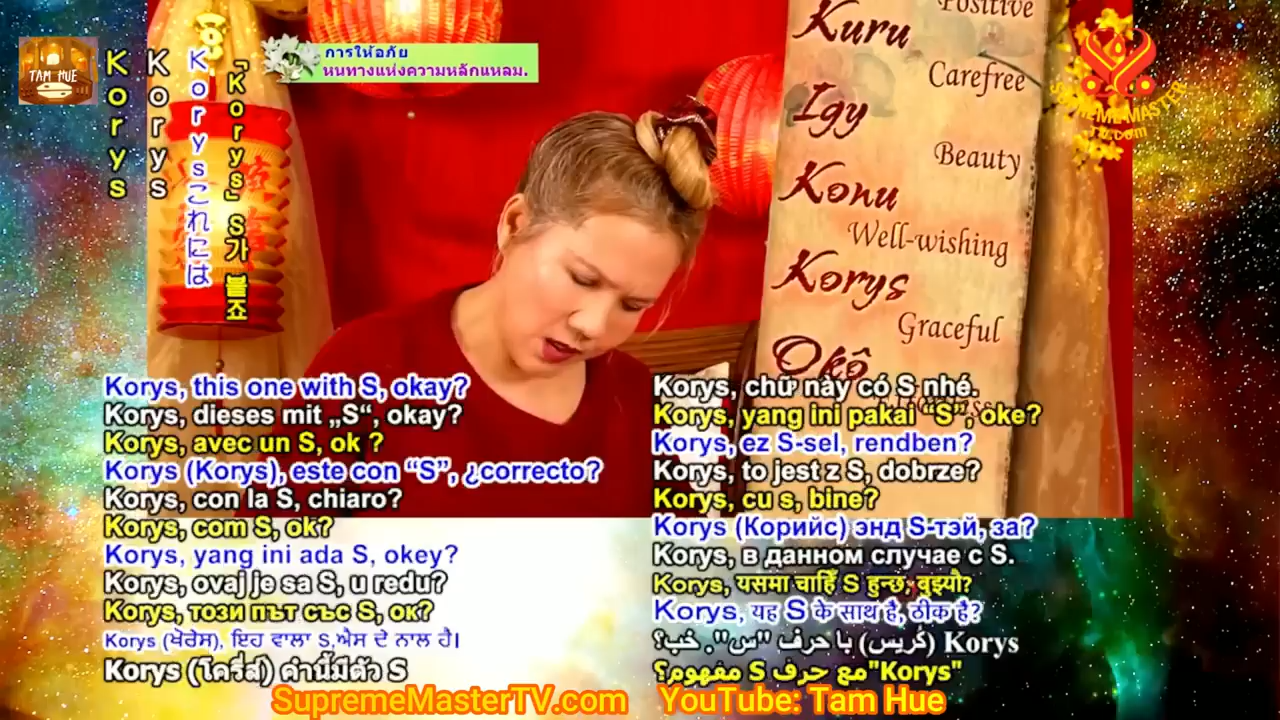 TAM HUE
Korys
Korys
Korysこれには
「Korys」 S가 붙죠
การให้อภัย
หนทางแห่งความหลักแหลม.
Positive
Kuru
Carefree
Igy
Beauty
Konu
Well-wishing
Korys
Graceful
Okô
SUPREME MASTER
TV.com
Korys, this one with S, okay?
Korys, dieses mit „S“, okay?
Korys, avec un S, ok ?
Korys (Korys), este con “S”, ¿correcto?
Korys, con la S, chiaro?
Korys, com S, ok?
Korys, yang ini ada S, okey?
Korys, ovaj je sa S, u redu?
Korys, този път със S, ок?
Korys (ਖੋਰੇਸ), ਇਹ ਵਾਲਾ S,ਐਸ ਦੇ ਨਾਲ ਹੈ।
Korys (โครี่ส์) คำนี้มีตัว S
Korys, chữ này có S nhé.
Korys, yang ini pakai “S”, oke?
Korys, ez S-sel, rendben?
Korys, to jest z S, dobrze?
Korys, cu s, bine?
Korys (Корийс) энд S-тэй, за?
Korys, в данном случае с S.
Korys, यसमा चाहिँ S हुन्छ, बुझ्यौ?
Korys, यह S के साथ है, ठीक है?
Korys (کُریس) با حرف "س". خب؟
"Korys" مع حرف S مفهوم؟
SupremeMasterTV.com YouTube: Tam Hue